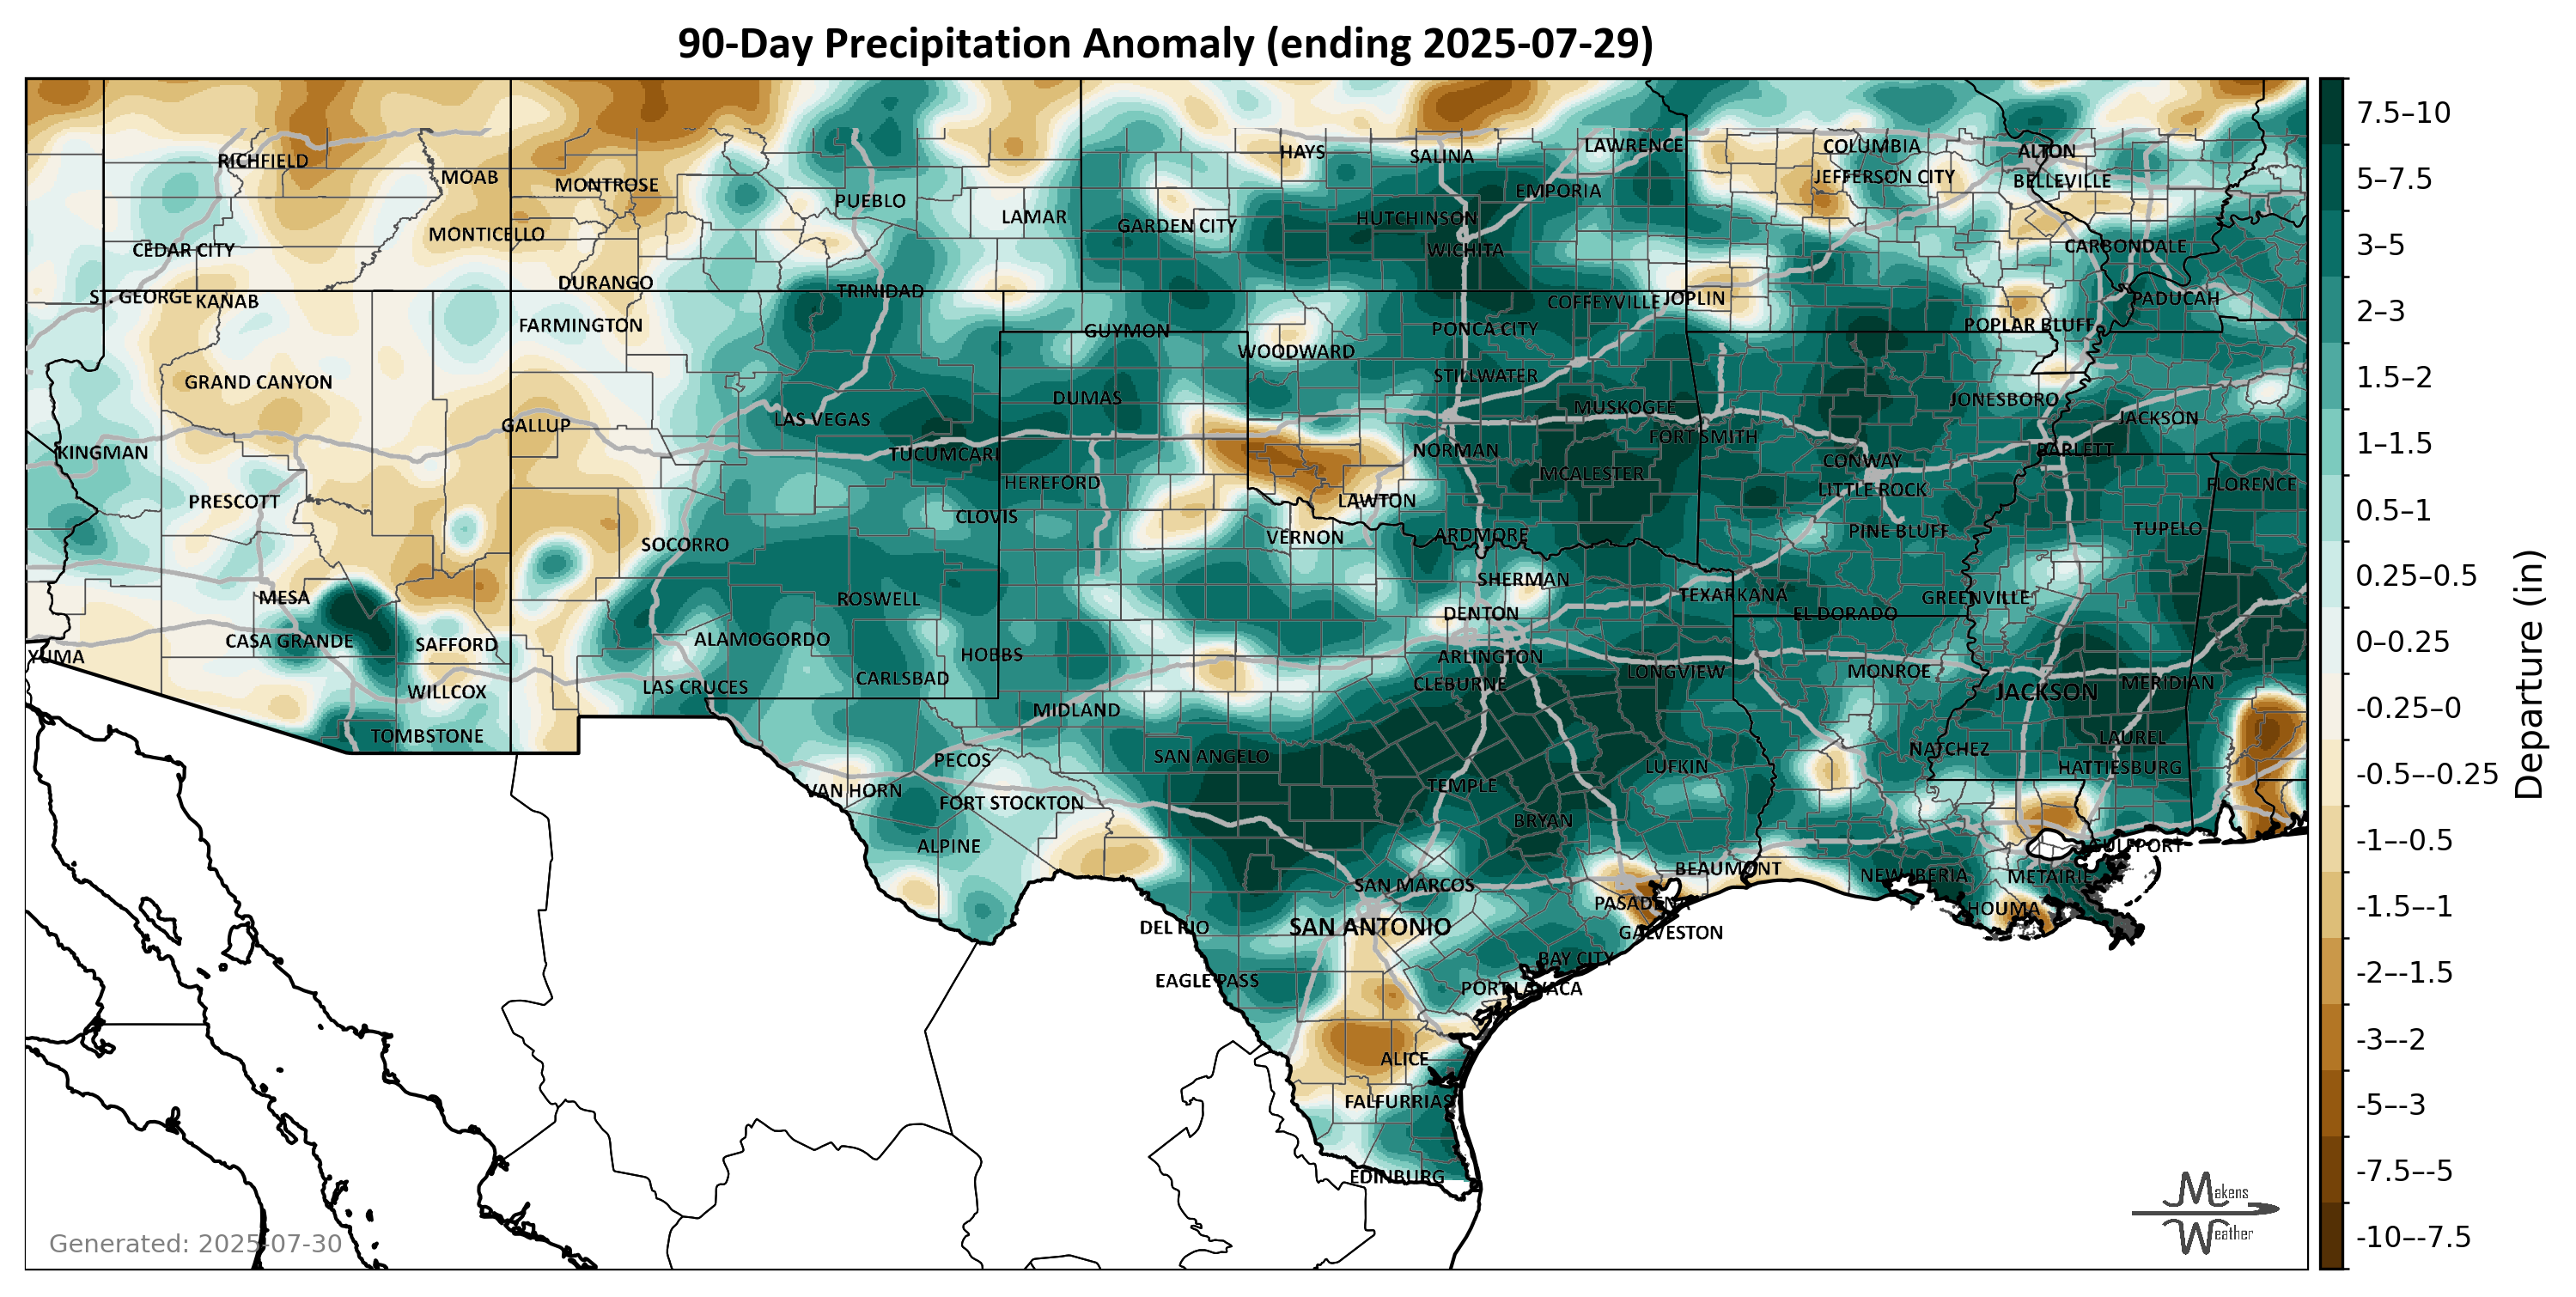 90-Day Precipitation Anomaly (ending 2025-07-29)
RICHFIELD
MOAB
MONTROSE
PUEBLO
LAMAR
GARDEN CITY
HAYS
SALINA
LAWRENCE
EMPORIA
HUTCHINSON
WICHITA
COLUMBIA
JEFFERSON CITY
ALTON
BELLEVILLE
CARBONDALE
CEDAR CITY
MONTICELLO
DURANGO
TRINIDAD
ST. GEORGE
KANAB
FARMINGTON
GUYMON
WOODWARD
PONCA CITY
COFFEYVILLE
JOPLIN
POPLAR BLUFF
PADUCAH
GRAND CANYON
GALLUP
LAS VEGAS
DUMAS
STILLWATER
MUSKOGEE
FORT SMITH
JONESBORO
JACKSON
KINGMAN
TUCUMCARI
NORMAN
BARLETT
CONWAY
PRESCOTT
HEREFORD
LAWTON
MCALESTER
LITTLE ROCK
FLORENCE
CLOVIS
SOCORRO
VERNON
ARDMORE
PINE BLUFF
TUPELO
MESA
ROSWELL
SHERMAN
TEXARKANA
GREENVILLE
CASA GRANDE
SAFFORD
ALAMOGORDO
DENTON
EL DORADO
YUMA
HOBBS
ARLINGTON
LONGVIEW
MONROE
WILLCOX
LAS CRUCES
CARLSBAD
CLEBURNE
JACKSON
MERIDIAN
TOMBSTONE
MIDLAND
PECOS
SAN ANGELO
NATCHEZ
LAUREL
HATTIESBURG
VAN HORN
FORT STOCKTON
TEMPLE
LUFKIN
ALPINE
BRYAN
GULFPORT
SAN MARCOS
BEAUMONT
NEW IBERIA
METAIRIE
DEL RIO
SAN ANTONIO
PASADENA
GALVESTON
HOUMA
EAGLE PASS
BAY CITY
PORT LAVACA
ALICE
FALFURRIAS
EDINBURG
7.5–10
5–7.5
3–5
2–3
1.5–2
1–1.5
0.5–1
0.25–0.5
0–0.25
-0.25–0
-0.5–-0.25
-1–-0.5
-1.5–-1
-2–-1.5
-3–-2
-5–-3
-7.5–-5
-10–-7.5
Departure (in)
Generated: 2025-07-30
Makens
Weather